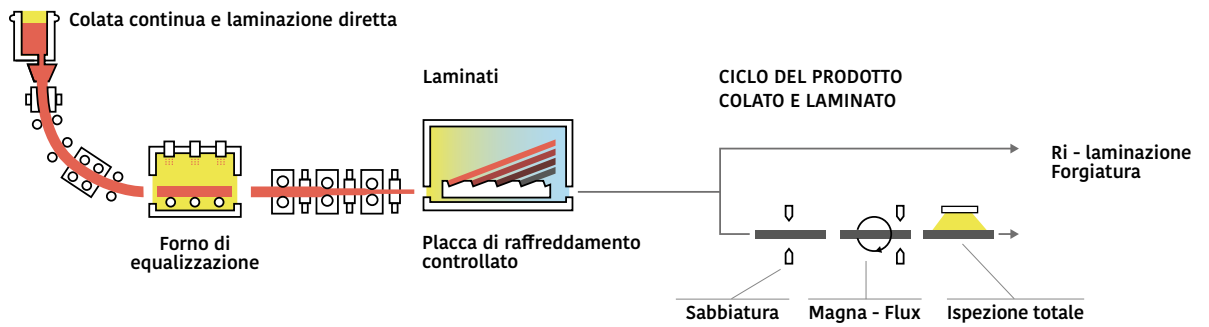 Colata continua e laminazione diretta
Laminati
CICLO DEL PRODOTTO
COLATO E LAMINATO
Ri - laminazione
Forgiatura
Forno di
equalizzazione
Placca di raffreddamento
controllato
Sabbiatura
Magna - Flux
Ispezione totale